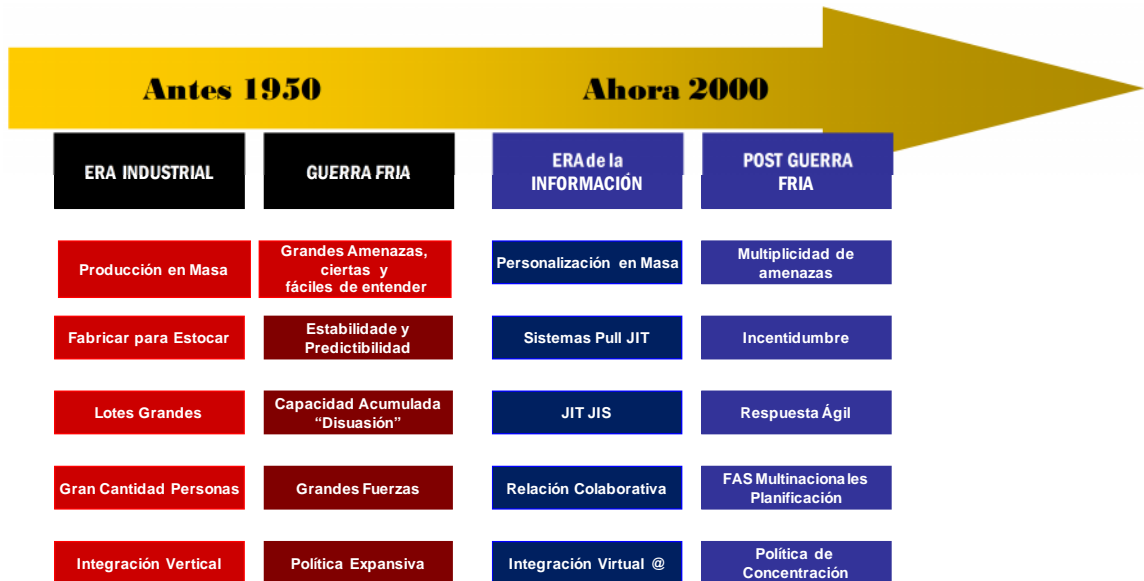 Antes 1950
Ahora 2000
ERA INDUSTRIAL
GUERRA FRIA
ERA de la
INFORMACIÓN
POST GUERRA
FRIA
Producción en Masa
Grandes Amenazas,
ciertas y
fáciles de entender
Personalización en Masa
Multiplicidad de
amenazas
Fabricar para Estocar
Estabilidade y
Predictibilidad
Sistemas Pull JIT
Incentidumbre
Lotes Grandes
Capacidad Acumulada
“Disuasión”
JIT JIS
Respuesta Ágil
Gran Cantidad Personas
Grandes Fuerzas
Relación Colaborativa
FAS Multinacionales
Planificación
Integración Vertical
Política Expansiva
Integración Virtual @
Política de
Concentración